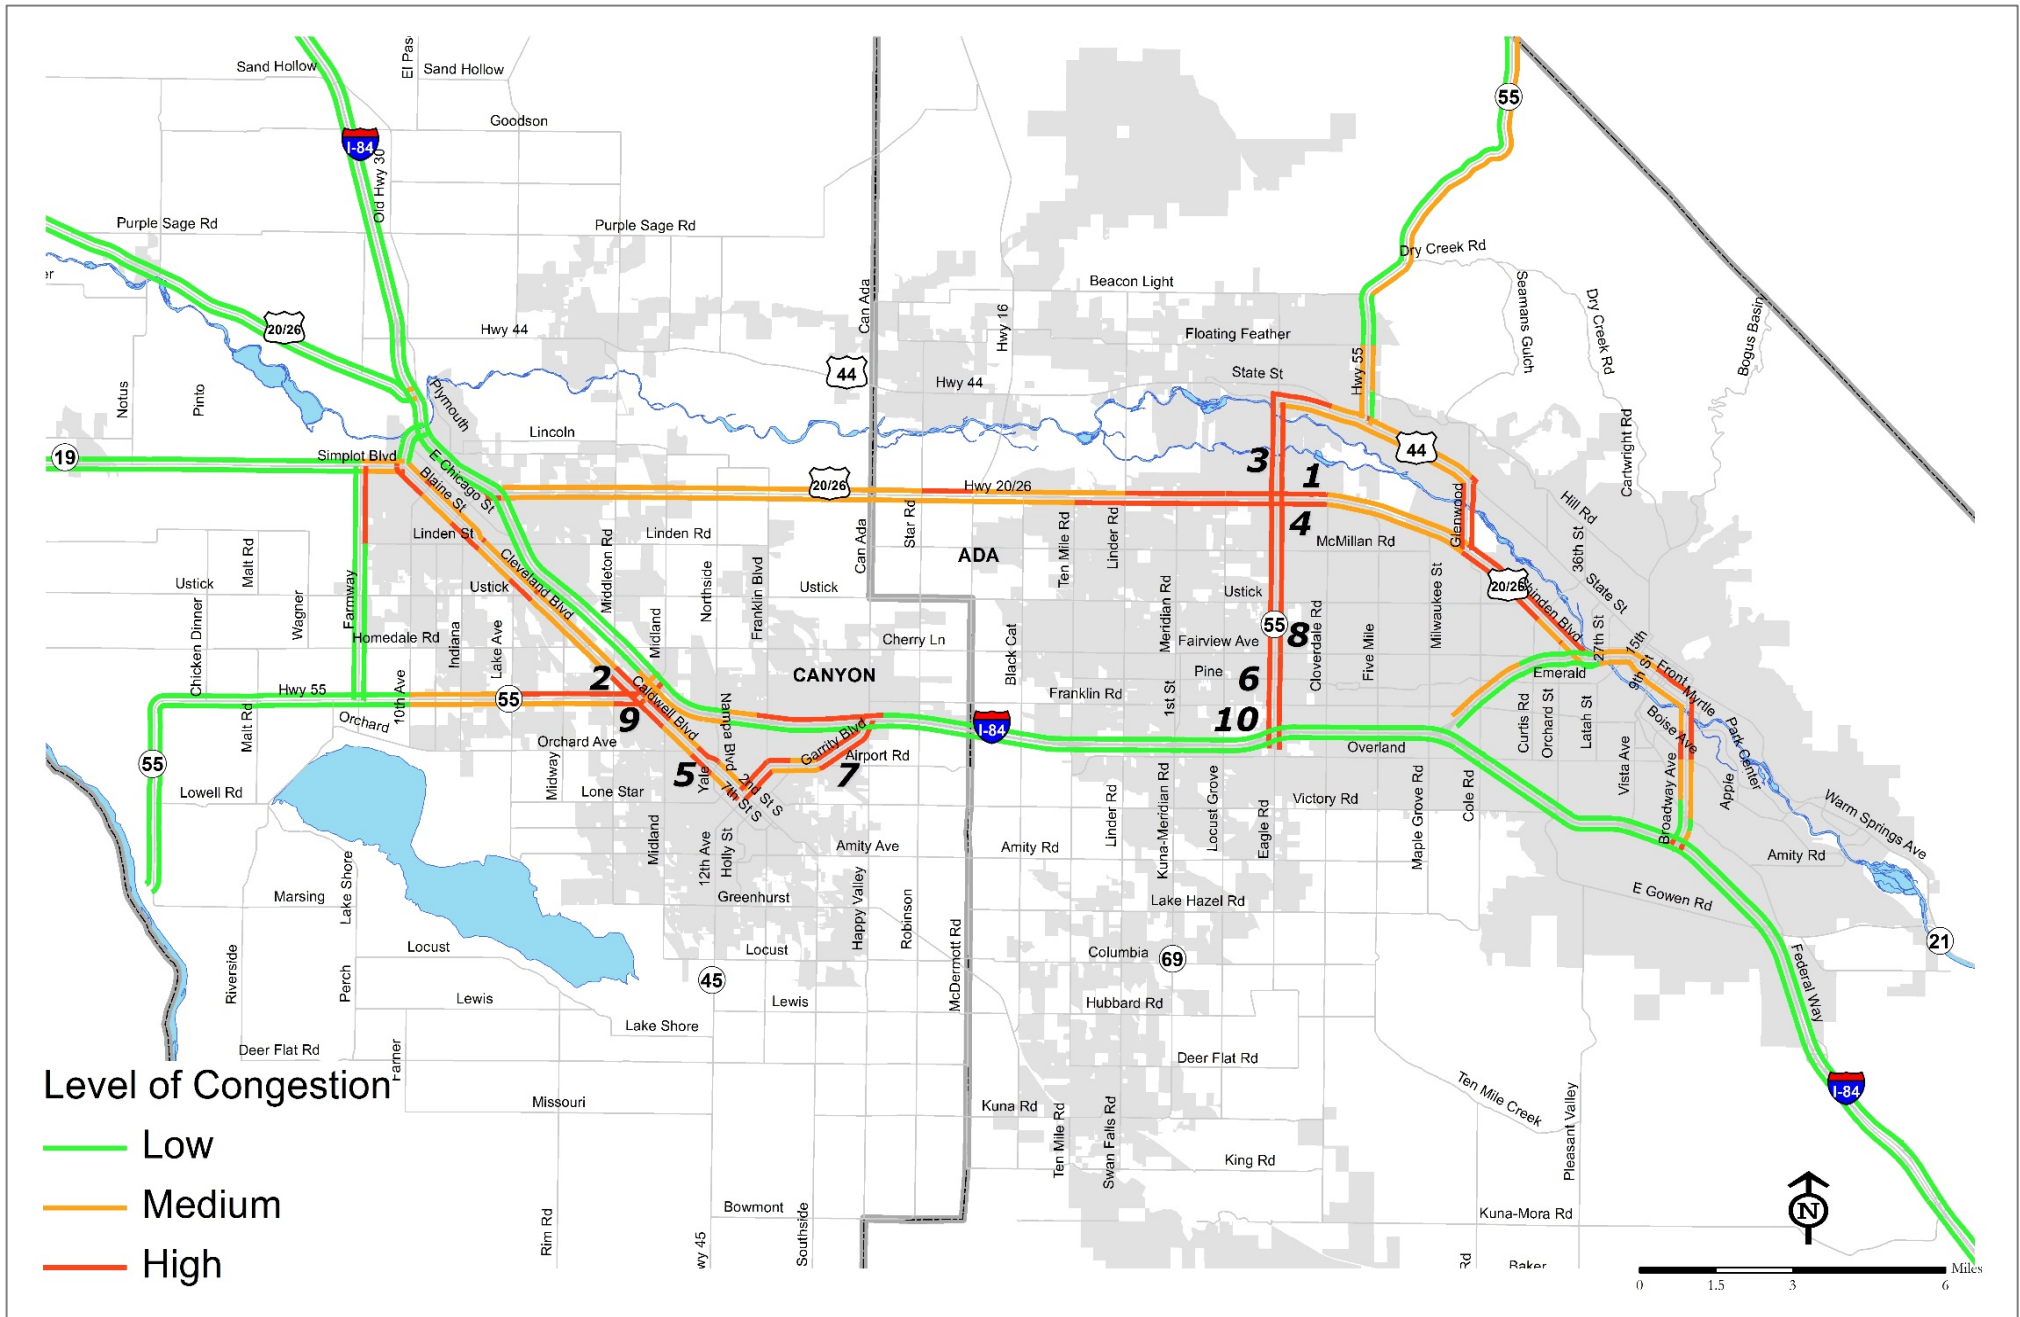 Sand Hollow
El Pas
Sand Hollow
55
Goodson
I-84
Old Hwy 30
Purple Sage Rd
Purple Sage Rd
Dry Creek Rd
er
Beacon Light
Can Ada
Seamans Gulch
Dry Creek Rd
Bogus Basin
20/26
Hwy 44
Hwy 16
Floating Feather
Hwy 55
44
Hwy 44
State St
Notus
Pinto
Plymouth
Lincoln
44
Cartwright Rd
19
Simplot Blvd
E Chicago St
Blaine St
20/26
Hwy 20/26
3
1
4
Glenwood
Hill Rd
Linden St
Linden Rd
Middleton Rd
Can Ada
Star Rd
ADA
Ten Mile Rd
Linder Rd
McMillan Rd
36th St
State St
Malt Rd
Ustick
Chicken Dinner
Wagner
Farmway
Ustick
Cleveland Blvd
Northside
Franklin Blvd
Ustick
Meridian Rd
Ustick
Milwaukee St
20/26
Chinden Blvd
Homedale Rd
Indiana
Lake Ave
Midland
Cherry Ln
Black Cat
Fairview Ave
55
8
Cloverdale Rd
Five Mile
27th St
15th
9th St
Front
Myrtle
Hwy 55
10th Ave
55
2
9
Caldwell Blvd
CANYON
Franklin Rd
1st St
Pine
6
10
Emerald
Curtis Rd
Orchard St
Latah St
Boise Ave
Park Center
Malt Rd
Orchard
Orchard Ave
Nampa Blvd
Garrity Blvd
Airport Rd
I-84
Overland
55
Lowell Rd
Midway
Lone Star
5
Yale
2nd St S
7th St S
7
Linder Rd
Kuna-Meridian Rd
Locust Grove
Eagle Rd
Victory Rd
Maple Grove Rd
Cole Rd
Vista Ave
Broadway Ave
Apple
Warm Springs Ave
Midland
12th Ave
Holly St
Amity Ave
Amity Rd
Amity Rd
Marsing
Lake Shore
Greenhurst
Happy Valley
Robinson
McDermott Rd
Lake Hazel Rd
E Gowen Rd
Locust
Locust
Columbia
69
21
Riverside
Perch
45
Federal Way
Lewis
Lewis
Hubbard Rd
Lake Shore
Deer Flat Rd
Farner
Deer Flat Rd
Level of Congestion
Missouri
Kuna Rd
Ten Mile Rd
Swan Falls Rd
Ten Mile Creek
Pleasant Valley
I-84
Low
King Rd
Medium
Rim Rd
Bowmont
Southside
Kuna-Mora Rd
N
High
wy 45
Rd
Baker
Miles
0 1.5 3 6